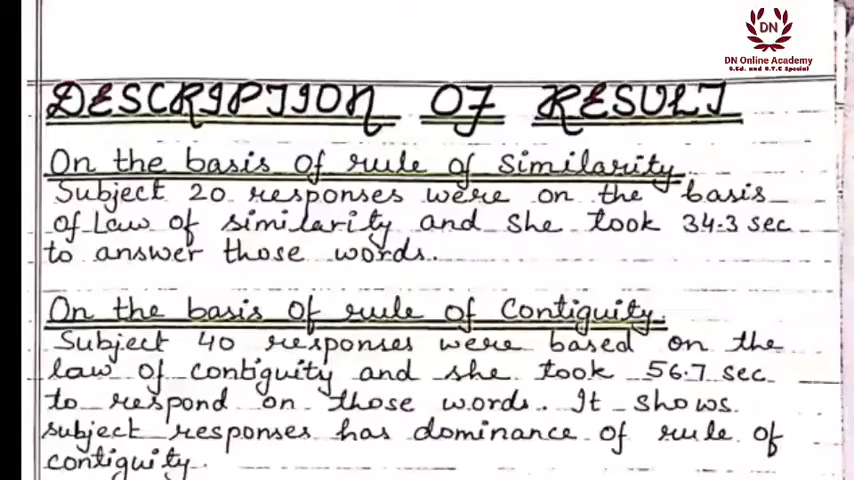 DN
DN Online Academy
B.Ed. and B.T.C Special
DESCRIPTION OF RESULT
On the basis of rule of similarity
Subject 20 responses were on the basis
of Law of similarity and she took 34.3 sec
to answer those words.
On the basis of rule of Contiguity.
Subject 40 responses were based on the
law of contiguity and she took 56.7 sec
to respond on those words. It shows
subject responses has dominance of rule of
contiguity.